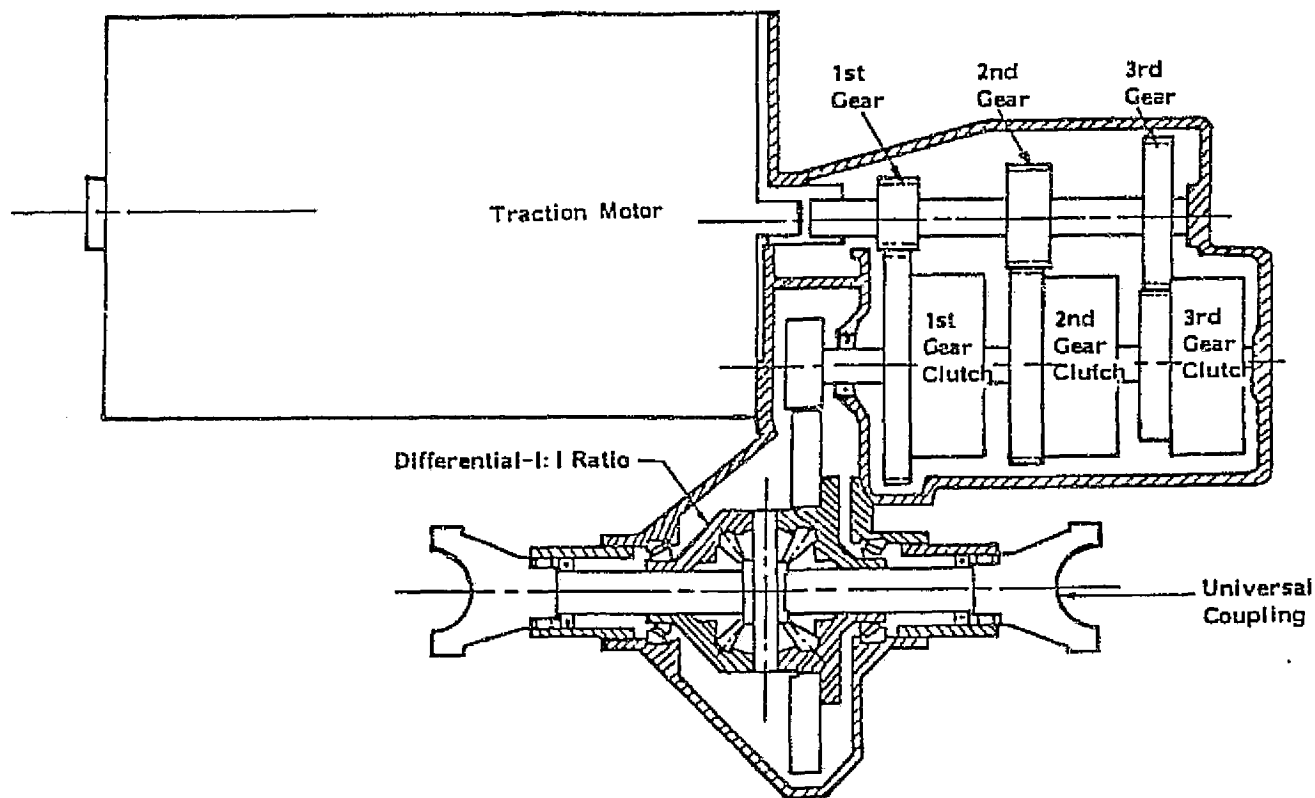 1st
Gear
2nd
Gear
3rd
Gear
Traction Motor
1st
Gear
Clutch
2nd
Gear
Clutch
3rd
Gear
Clutch
Differential-1:1 Ratio
Universal
Coupling